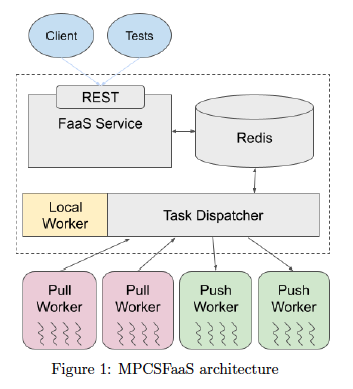 Client
Tests
REST
FaaS Service
Redis
Local
Worker
Task Dispatcher
Pull
Worker
Pull
Worker
Push
Worker
Push
Worker
Figure 1: MPCSFaaS architecture